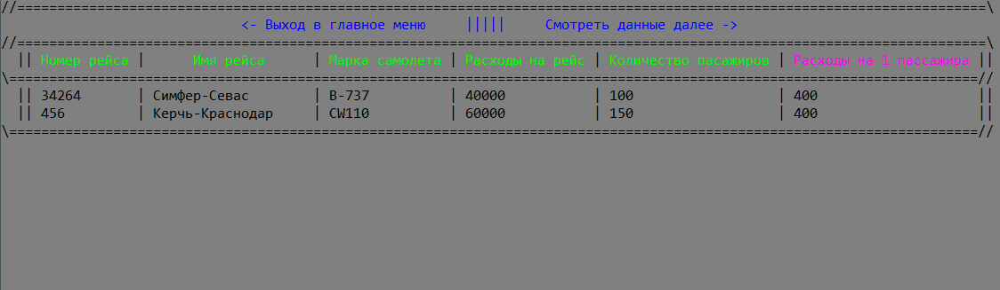 //=========================================================================================================================\
<- Выход в главное меню     |||||     Смотреть данные далее ->
//=========================================================================================================================\
|| Номер рейса |      Имя рейса      | Марка самолета | Расходы на рейс | Количество пасажиров | Расходы на 1 пассажира ||
\=========================================================================================================================//
|| 34264       | Симфер-Севас        | B-737          | 40000           | 100                  | 400                    ||
|| 456         | Керчь-Краснодар     | CW110          | 60000           | 150                  | 400                    ||
\=========================================================================================================================//